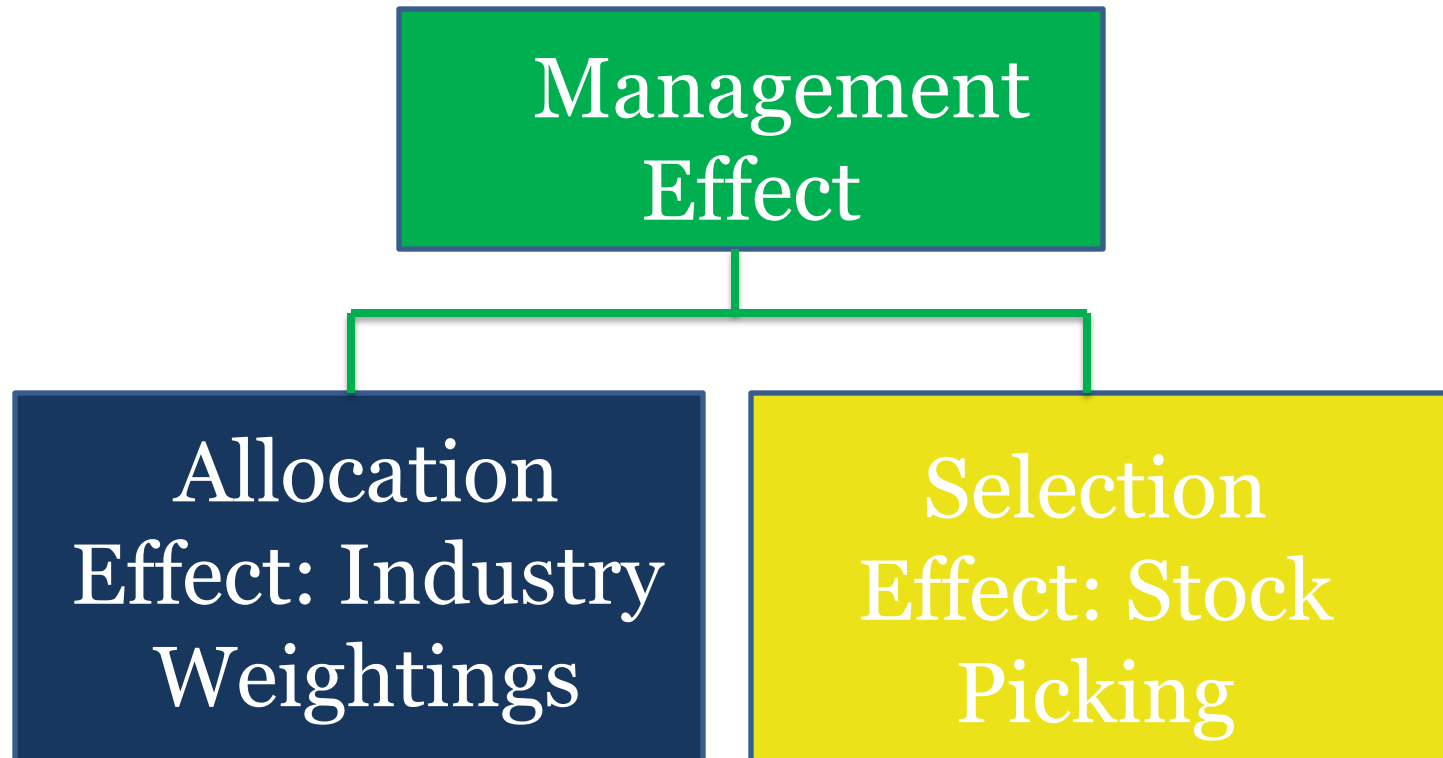 Management
Effect
Allocation
Effect: Industry
Weightings
Selection
Effect: Stock
Picking